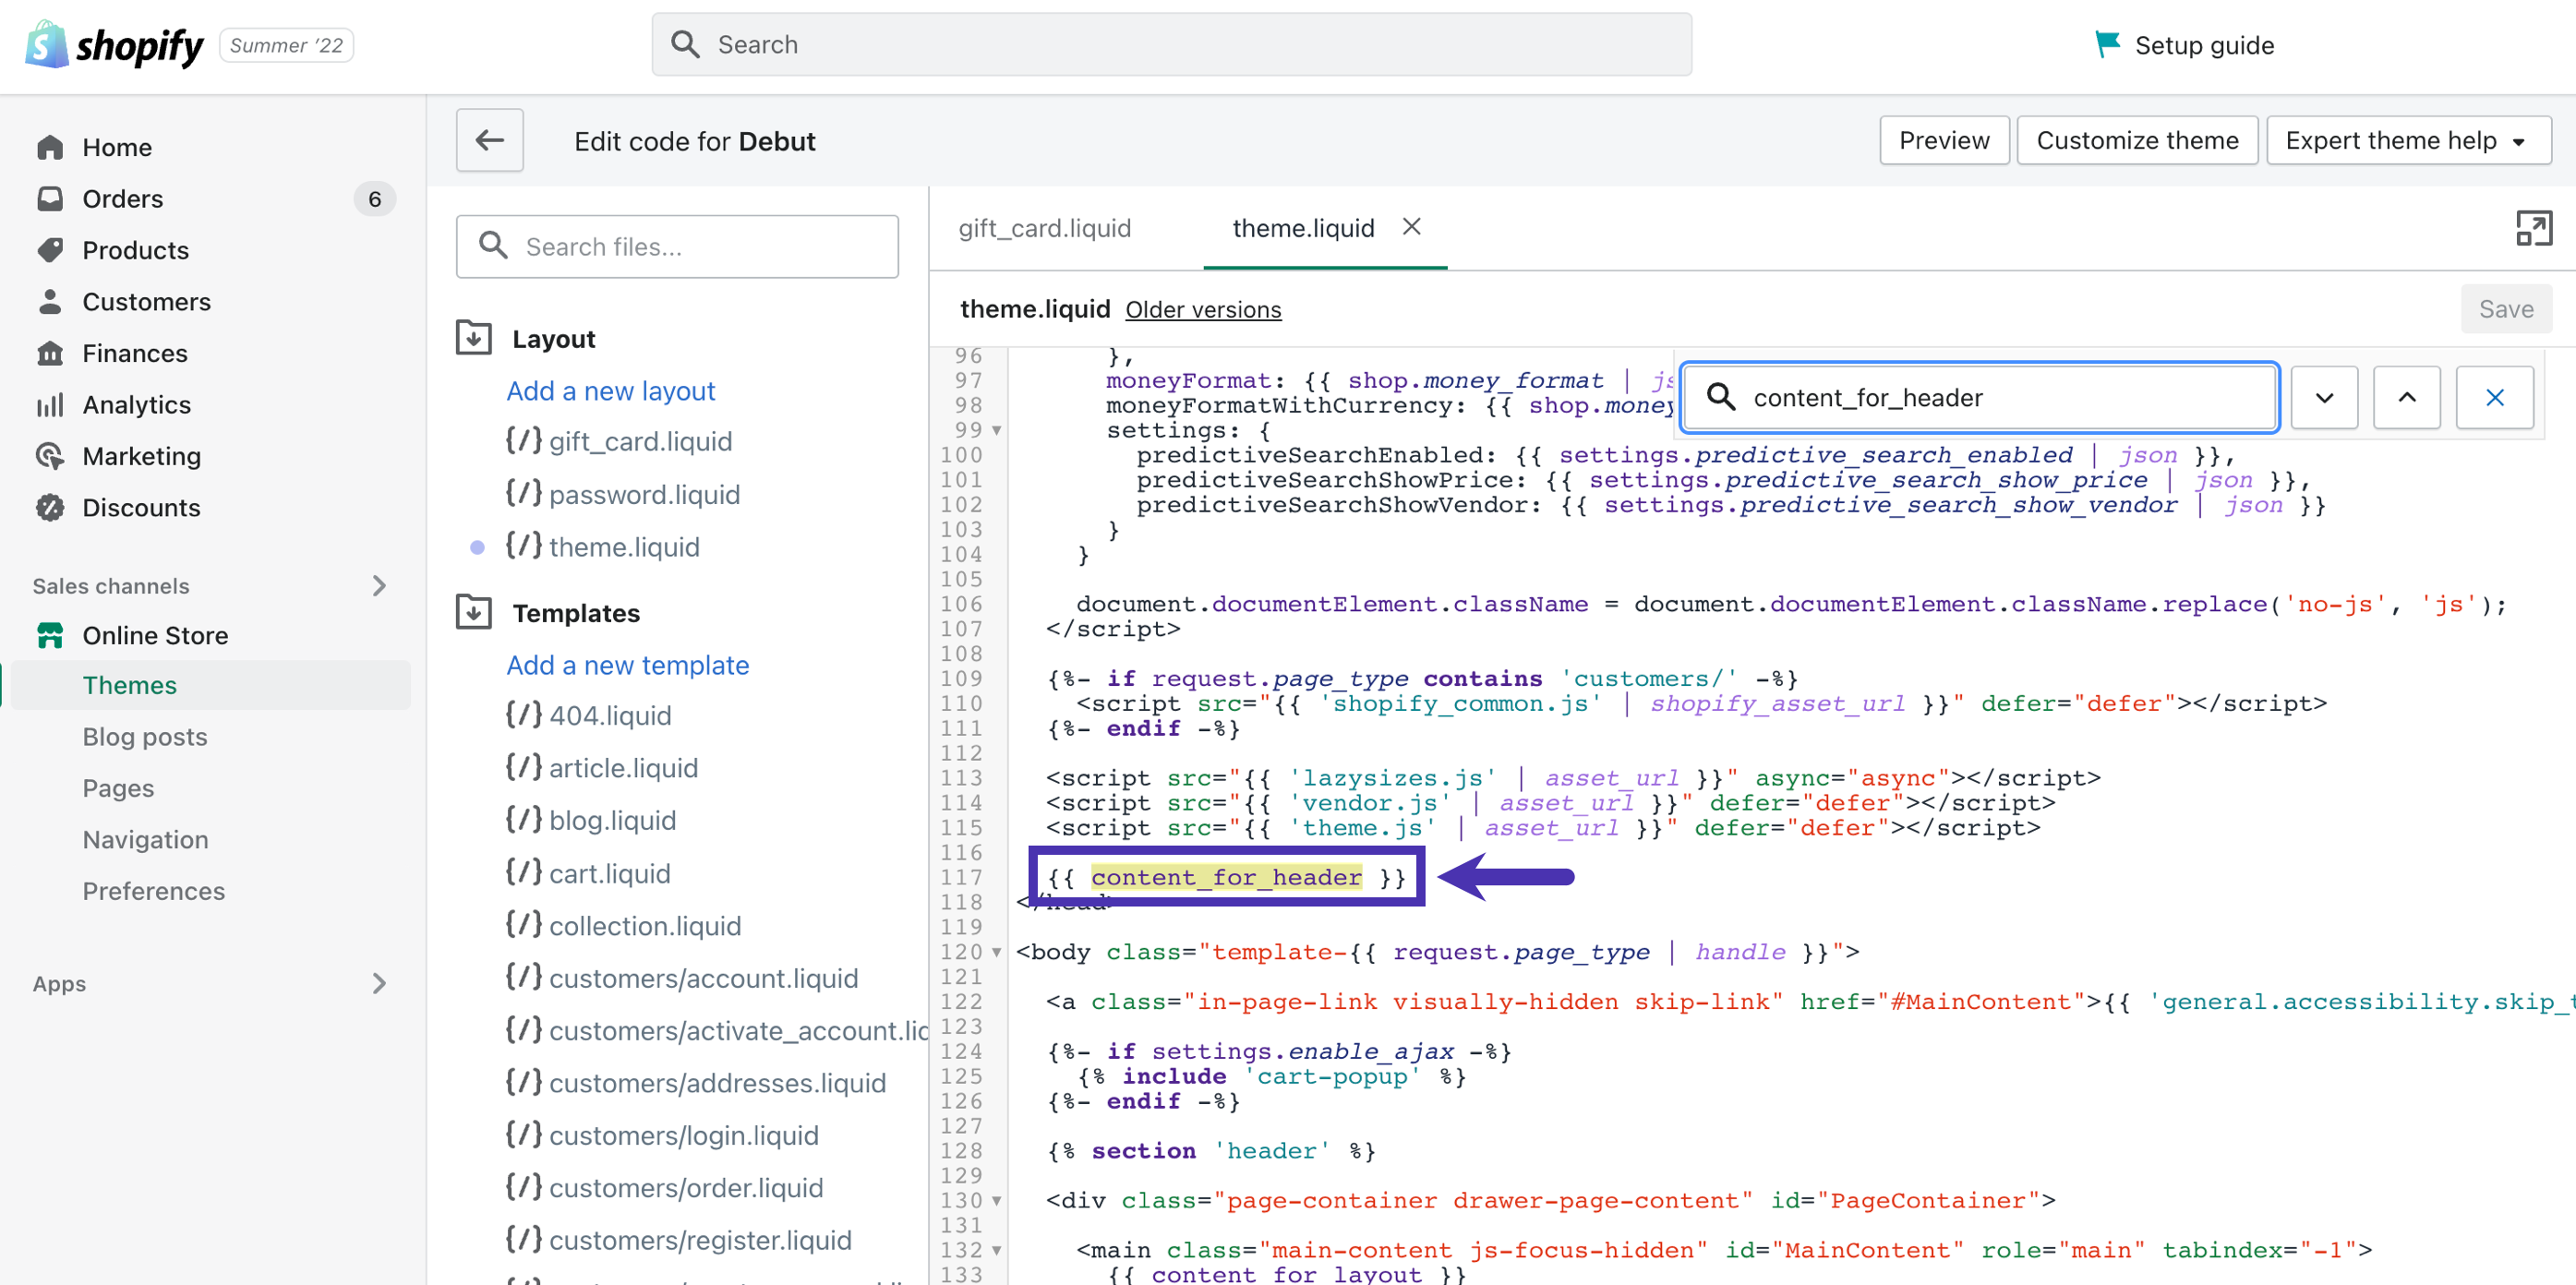 shopify Summer '22
Search
Setup guide
Home
Orders 6
Products
Customers
Finances
Analytics
Marketing
Discounts
Sales channels
Online Store
Themes
Blog posts
Pages
Navigation
Preferences
Apps
Edit code for Debut
Preview
Customize theme
Expert theme help
Search files...
Layout
Add a new layout
{/} gift_card.liquid
{/} password.liquid
{/} theme.liquid
Templates
Add a new template
{/} 404.liquid
{/} article.liquid
{/} blog.liquid
{/} cart.liquid
{/} collection.liquid
{/} customers/account.liquid
{/} customers/activate_account.lic
{/} customers/addresses.liquid
{/} customers/login.liquid
{/} customers/order.liquid
{/} customers/register.liquid
gift_card.liquid
theme.liquid
theme.liquid Older versions
Save
content_for_header
96 },
97 moneyFormat: {{ shop.money_format | js
98 moneyFormatWithCurrency: {{ shop.money
99 settings: {
100 predictiveSearchEnabled: {{ settings.predictive_search_enabled | json }},
101 predictiveSearchShowPrice: {{ settings.predictive_search_show_price | json }},
102 predictiveSearchShowVendor: {{ settings.predictive_search_show_vendor | json }}
103 }
104 }
105
106 document.documentElement.className = document.documentElement.className.replace('no-js', 'js');
107 </script>
108
109 {%- if request.page_type contains 'customers/' -%}
110 <script src="{{ 'shopify_common.js' | shopify_asset_url }}" defer="defer"></script>
111 {%- endif -%}
112
113 <script src="{{ 'lazysizes.js' | asset_url }}" async="async"></script>
114 <script src="{{ 'vendor.js' | asset_url }}" defer="defer"></script>
115 <script src="{{ 'theme.js' | asset_url }}" defer="defer"></script>
116
117 {{ content_for_header }}
118 </head>
119
120 <body class="template-{{ request.page_type | handle }}">
121
122 <a class="in-page-link visually-hidden skip-link" href="#MainContent">{{ 'general.accessibility.skip_t
123
124 {%- if settings.enable_ajax -%}
125 {% include 'cart-popup' %}
126 {%- endif -%}
127
128 {% section 'header' %}
129
130 <div class="page-container drawer-page-content" id="PageContainer">
131
132 <main class="main-content js-focus-hidden" id="MainContent" role="main" tabindex="-1">
133 {{ content_for_layout }}